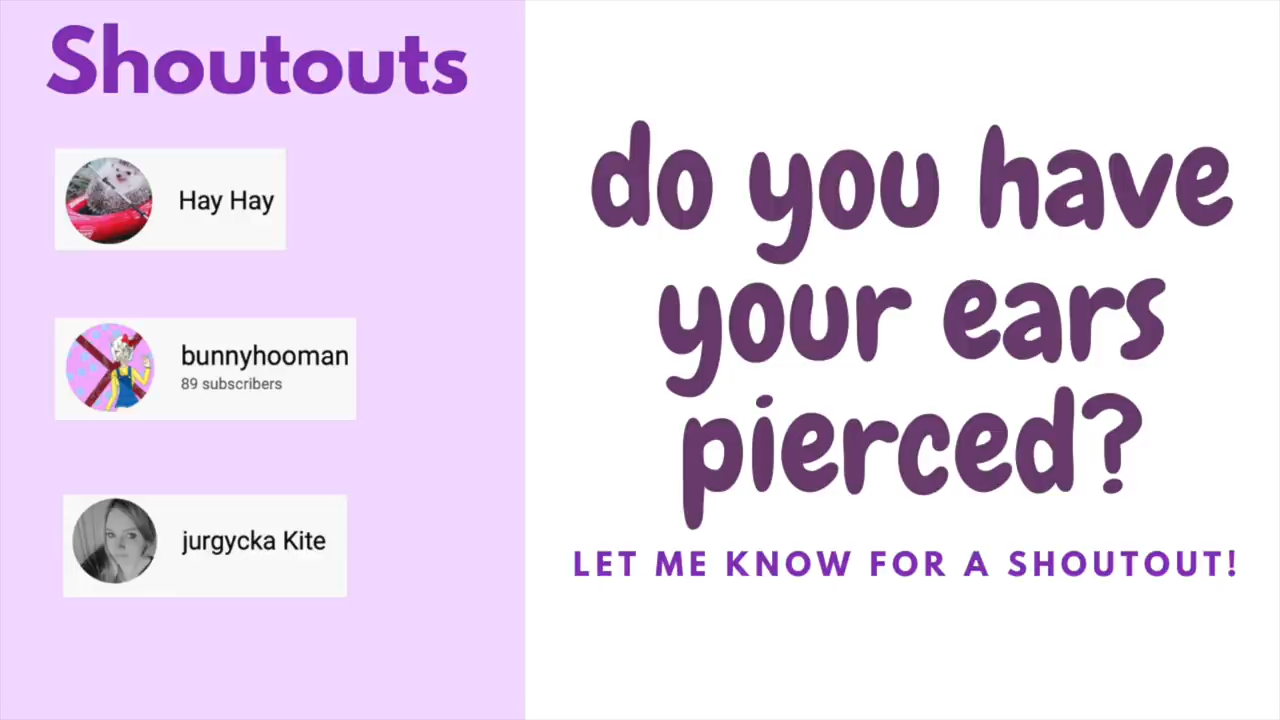 Shoutouts
Hay Hay
bunnyhooman
89 subscribers
jurgycka Kite
do you have
your ears
pierced?
LET ME KNOW FOR A SHOUTOUT!